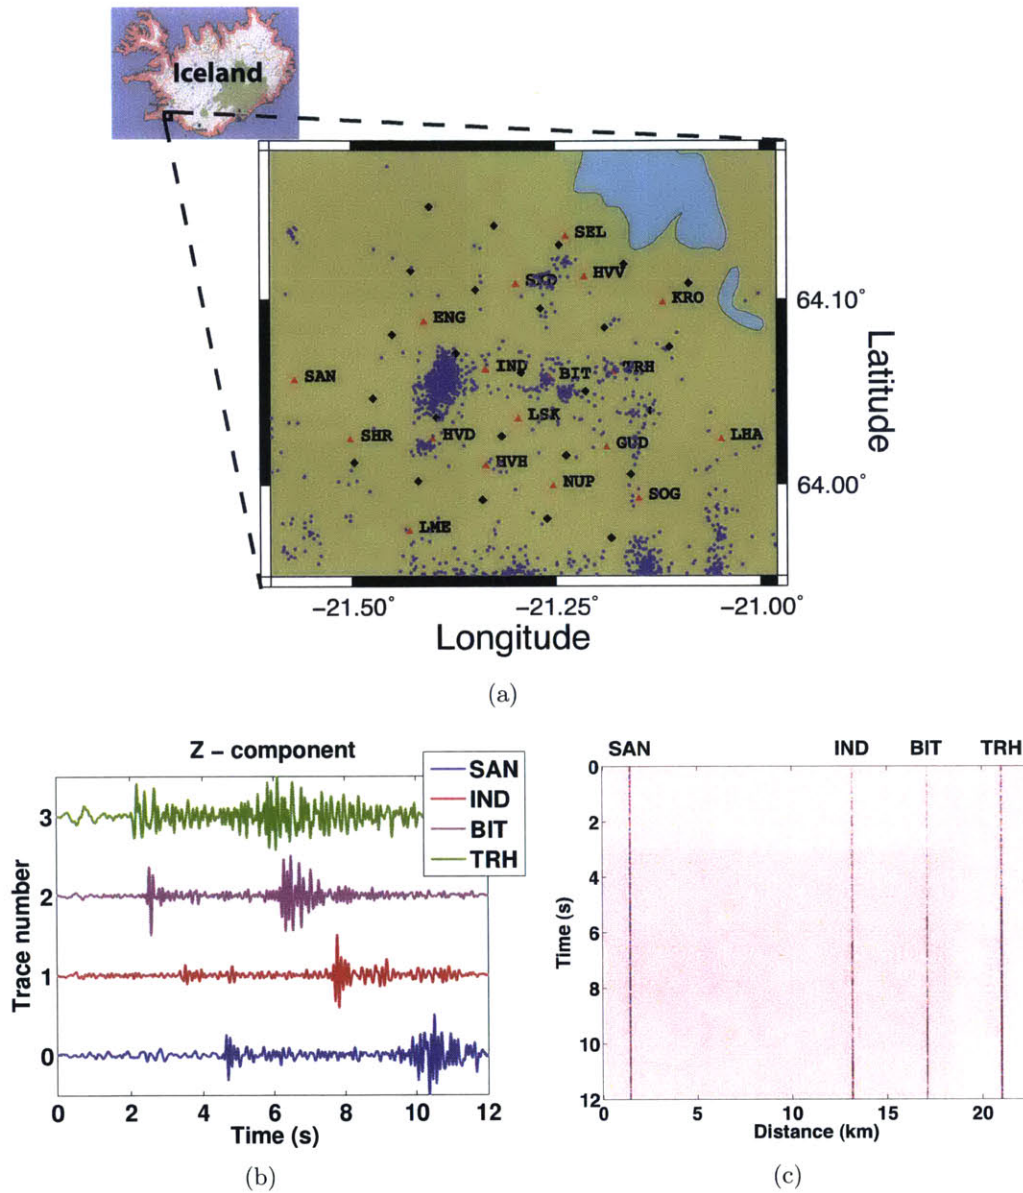 Iceland
SEL
HVV
KRO
64.10°
ENG
Latitude
SAN
IND
BIT
TRH
LSK
SHR
HVD
GUD
LHA
HVH
NUP
64.00°
SOG
LME
−21.50°
−21.25°
−21.00°
Longitude
(a)
Z − component
SAN
IND
BIT
TRH
3
2
1
0
Trace number
0
2
4
6
8
10
12
Time (s)
(b)
SAN
IND
BIT
TRH
0
2
4
6
8
10
12
Time (s)
0
5
10
15
20
Distance (km)
(c)